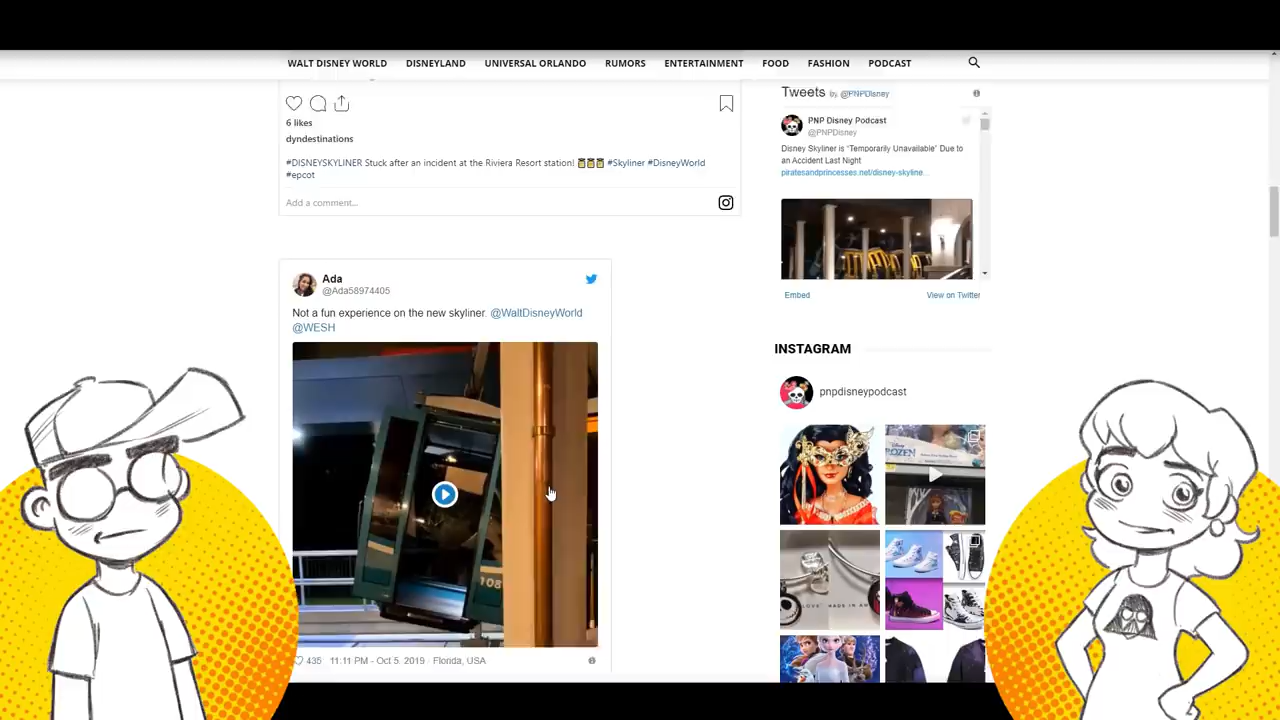 WALT DISNEY WORLD DISNEYLAND UNIVERSAL ORLANDO RUMORS ENTERTAINMENT FOOD FASHION PODCAST
6 likes
dyndestinations
#DISNEYSKYLINER Stuck after an incident at the Riviera Resort station! #Skyliner #DisneyWorld
#epcot
Add a comment...
Ada
@Ada58974405
Not a fun experience on the new skyliner. @WaltDisneyWorld
@WESH
108
435 11:11 PM - Oct 5, 2019 · Florida, USA
Tweets by @PNPDisney
PNP Disney Podcast
@PNPDisney
Disney Skyliner is "Temporarily Unavailable" Due to
an Accident Last Night
piratesandprincesses.net/disney-skyline...
Embed View on Twitter
INSTAGRAM
pnpdisneypodcast
FROZEN